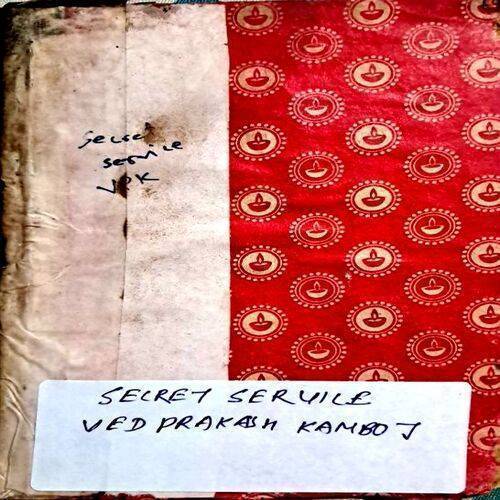 Secret
Service
VPK
SECRET SERVICE
VED PRAKASH KAMBOJ